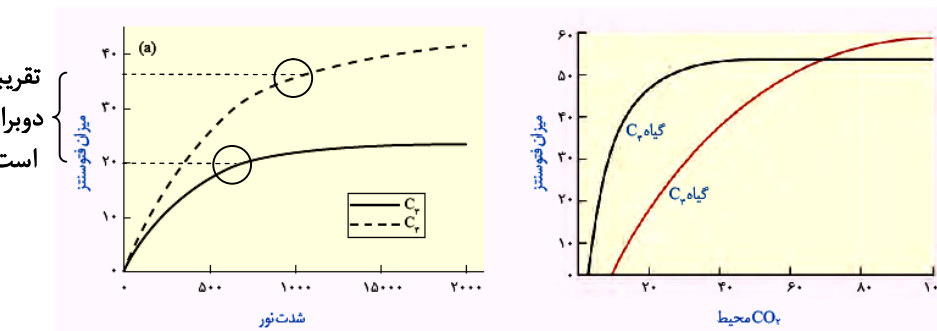 تقریب
دوبرا
است
(a)
میزان فتوسنتز
۴۰
۳۰
۲۰
۱۰
۰
C۳
C۴
۰ ۵۰۰ ۱۰۰۰ ۱۵۰۰۰ ۲۰۰۰
شدت نور
میزان فتوسنتز
۶۰
۵۰
۴۰
۳۰
۲۰
۱۰
۰
گیاه C۴
گیاه C۳
۲۰ ۴۰ ۶۰ ۸۰ ۱۰
CO۲ محیط